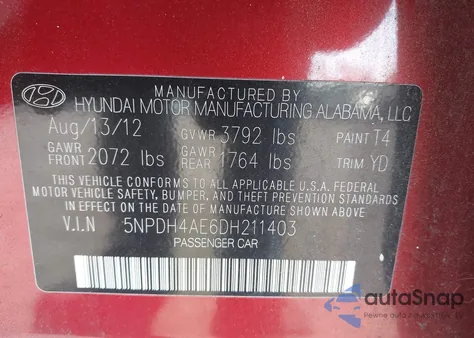 MANUFACTURED BY
HYUNDAI MOTOR MANUFACTURING ALABAMA, LLC
Aug/13/12 GVWR 3792 lbs PAINT T4
GAWR FRONT 2072 lbs GAWR REAR 1764 lbs TRIM YD
THIS VEHICLE CONFORMS TO ALL APPLICABLE U.S.A. FEDERAL
MOTOR VEHICLE SAFETY, BUMPER, AND THEFT PREVENTION STANDARDS
IN EFFECT ON THE DATE OF MANUFACTURE SHOWN ABOVE.
V.I.N 5NPDH4AE6DH211403
PASSENGER CAR
autoSnap
Pewne auto